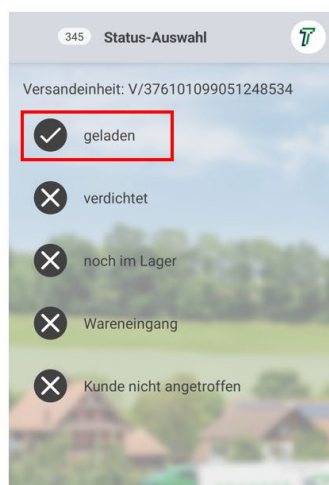 345 Status-Auswahl
Versandeinheit: V/376101099051248534
geladen
verdichtet
noch im Lager
Wareneingang
Kunde nicht angetroffen